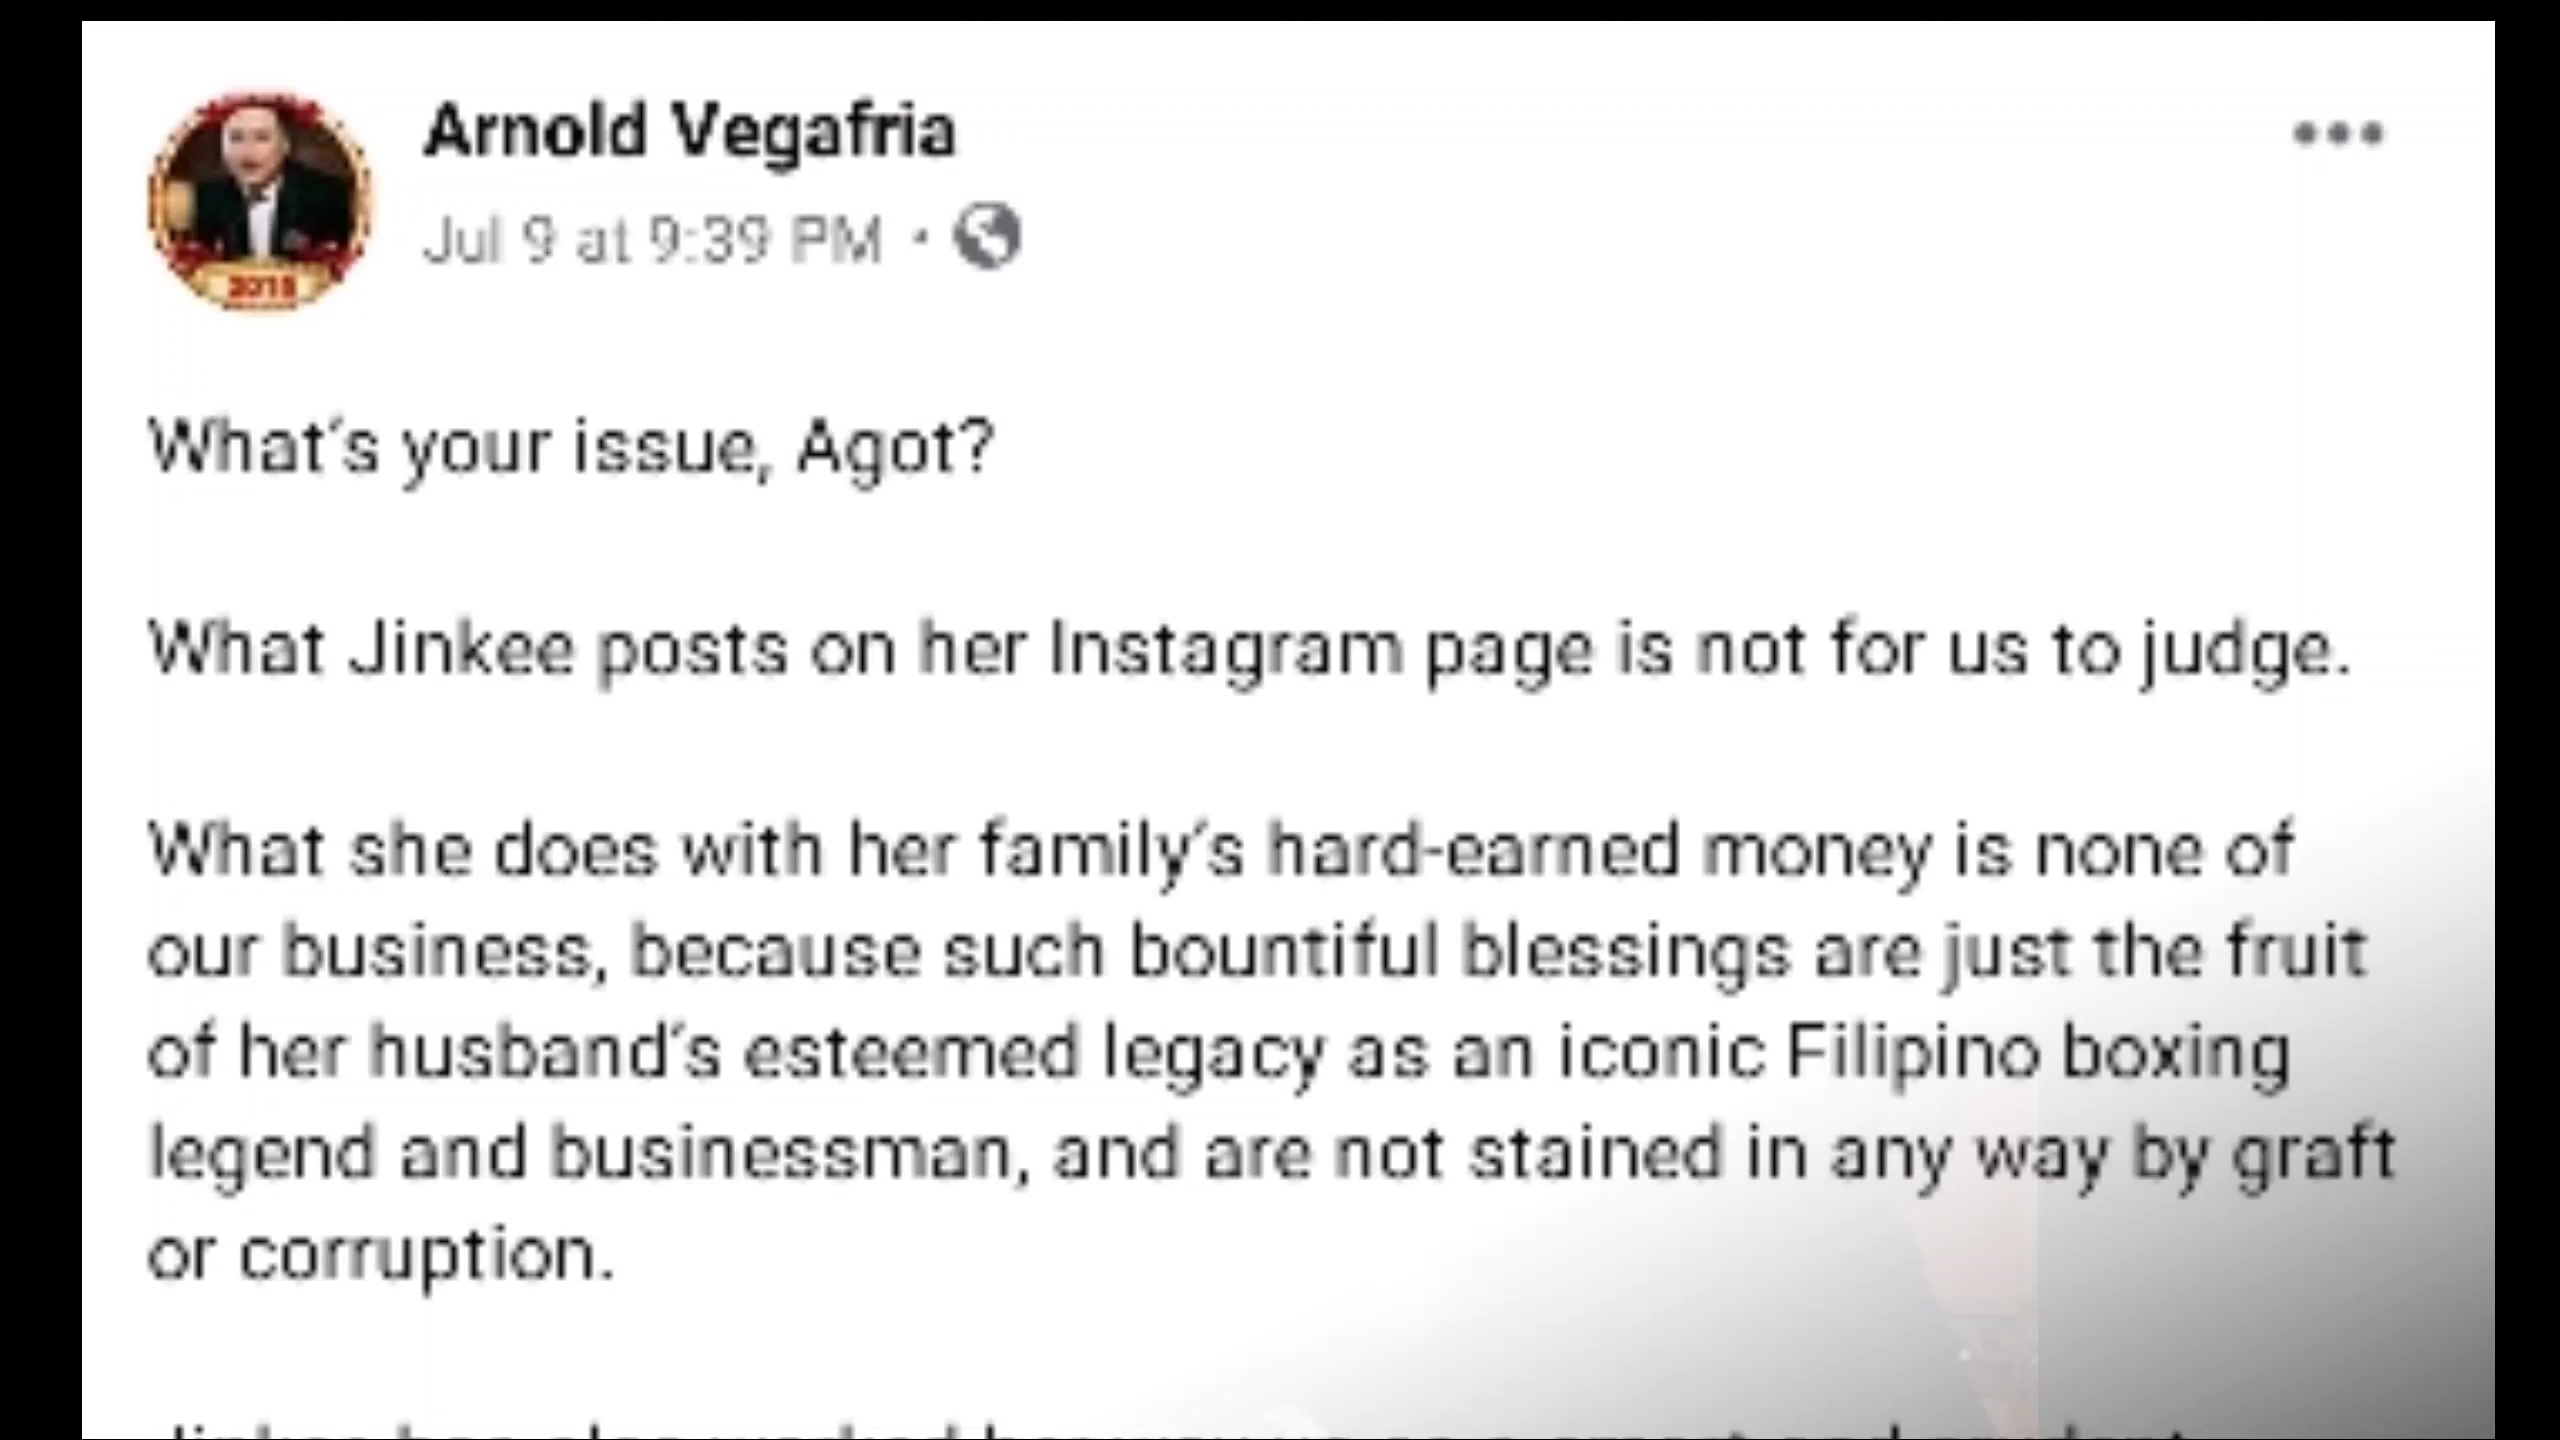 Arnold Vegafria
Jul 9 at 9:39 PM ·
2018
What's your issue, Agot?
What Jinkee posts on her Instagram page is not for us to judge.
What she does with her family's hard-earned money is none of
our business, because such bountiful blessings are just the fruit
of her husband's esteemed legacy as an iconic Filipino boxing
legend and businessman, and are not stained in any way by graft
or corruption.